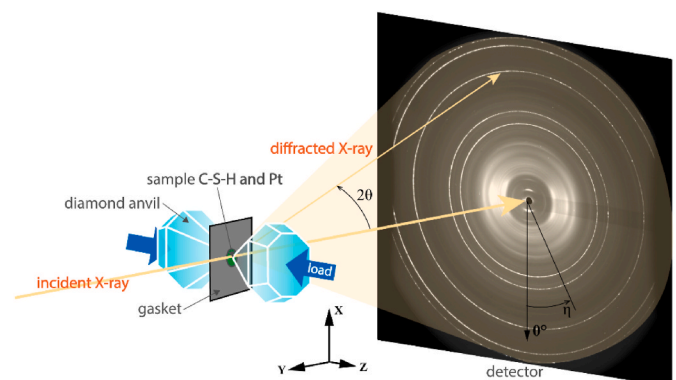 diffracted X-ray
sample C-S-H and Pt
2θ
diamond anvil
load
incident X-ray
gasket
X
Y
Z
η
0°
detector